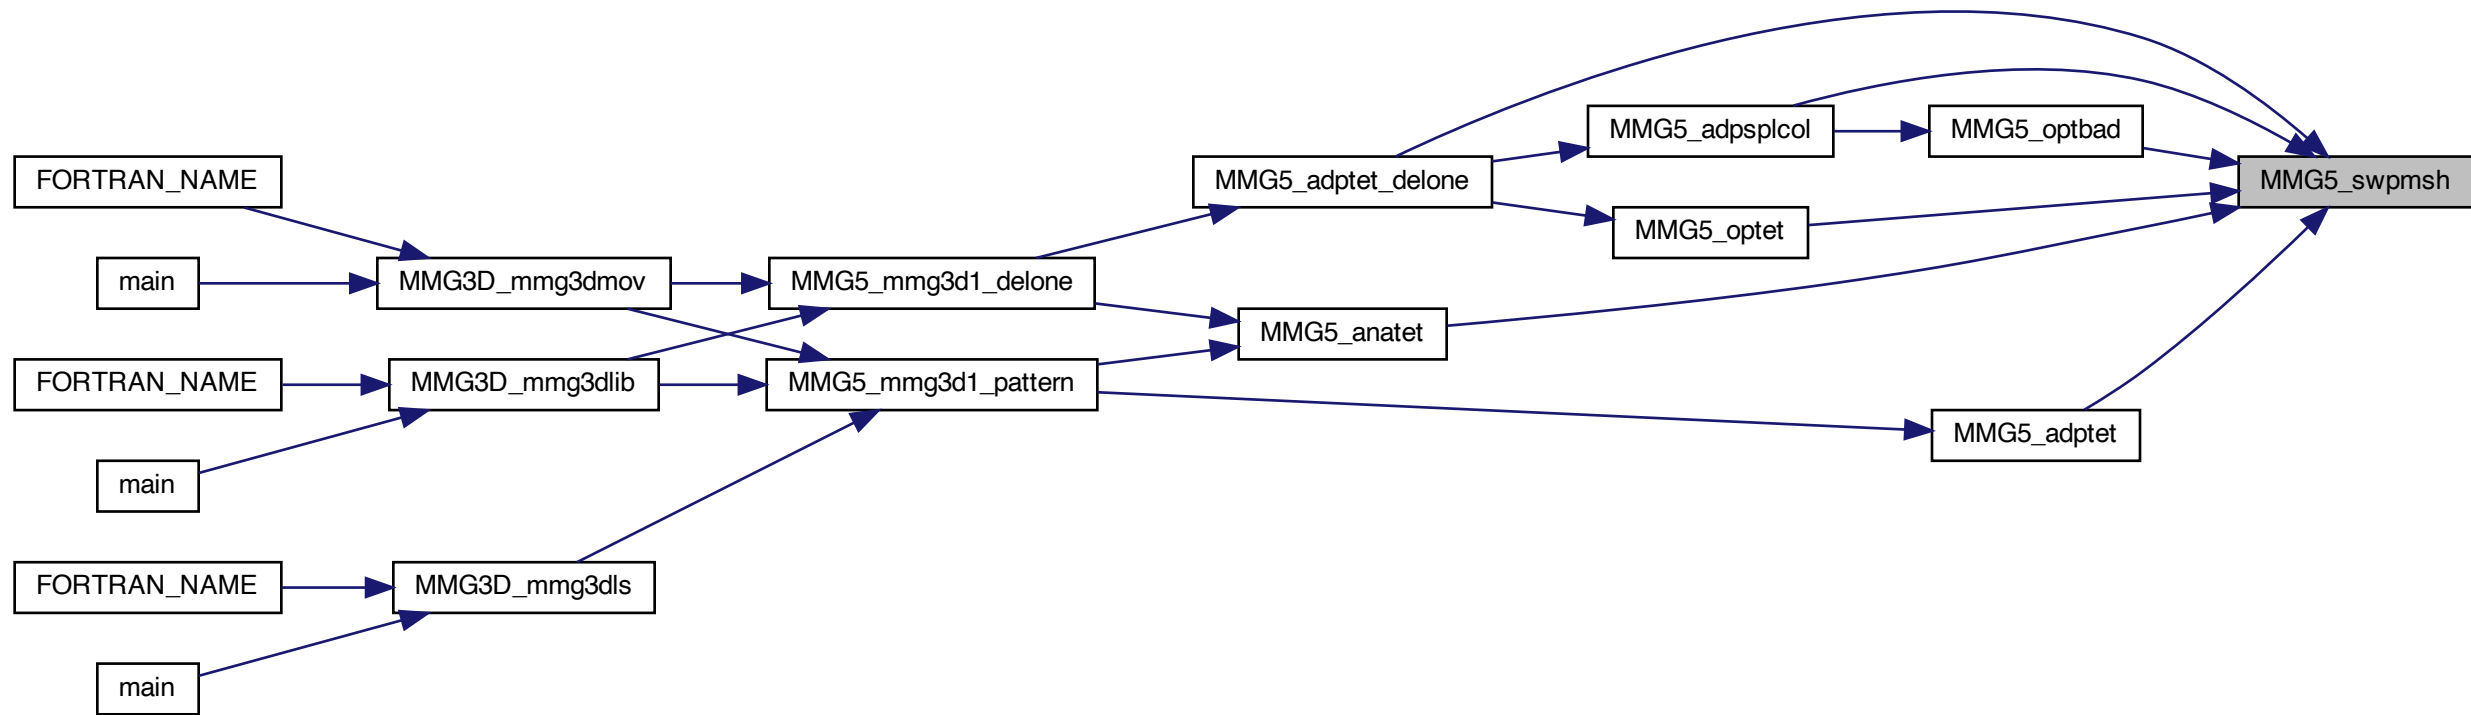 MMG5_adpsplcol
MMG5_optbad
FORTRAN_NAME
MMG5_adptet_delone
MMG5_swpmsh
MMG5_optet
main
MMG3D_mmg3dmov
MMG5_mmg3d1_delone
MMG5_anatet
FORTRAN_NAME
MMG3D_mmg3dlib
MMG5_mmg3d1_pattern
MMG5_adptet
main
FORTRAN_NAME
MMG3D_mmg3dls
main